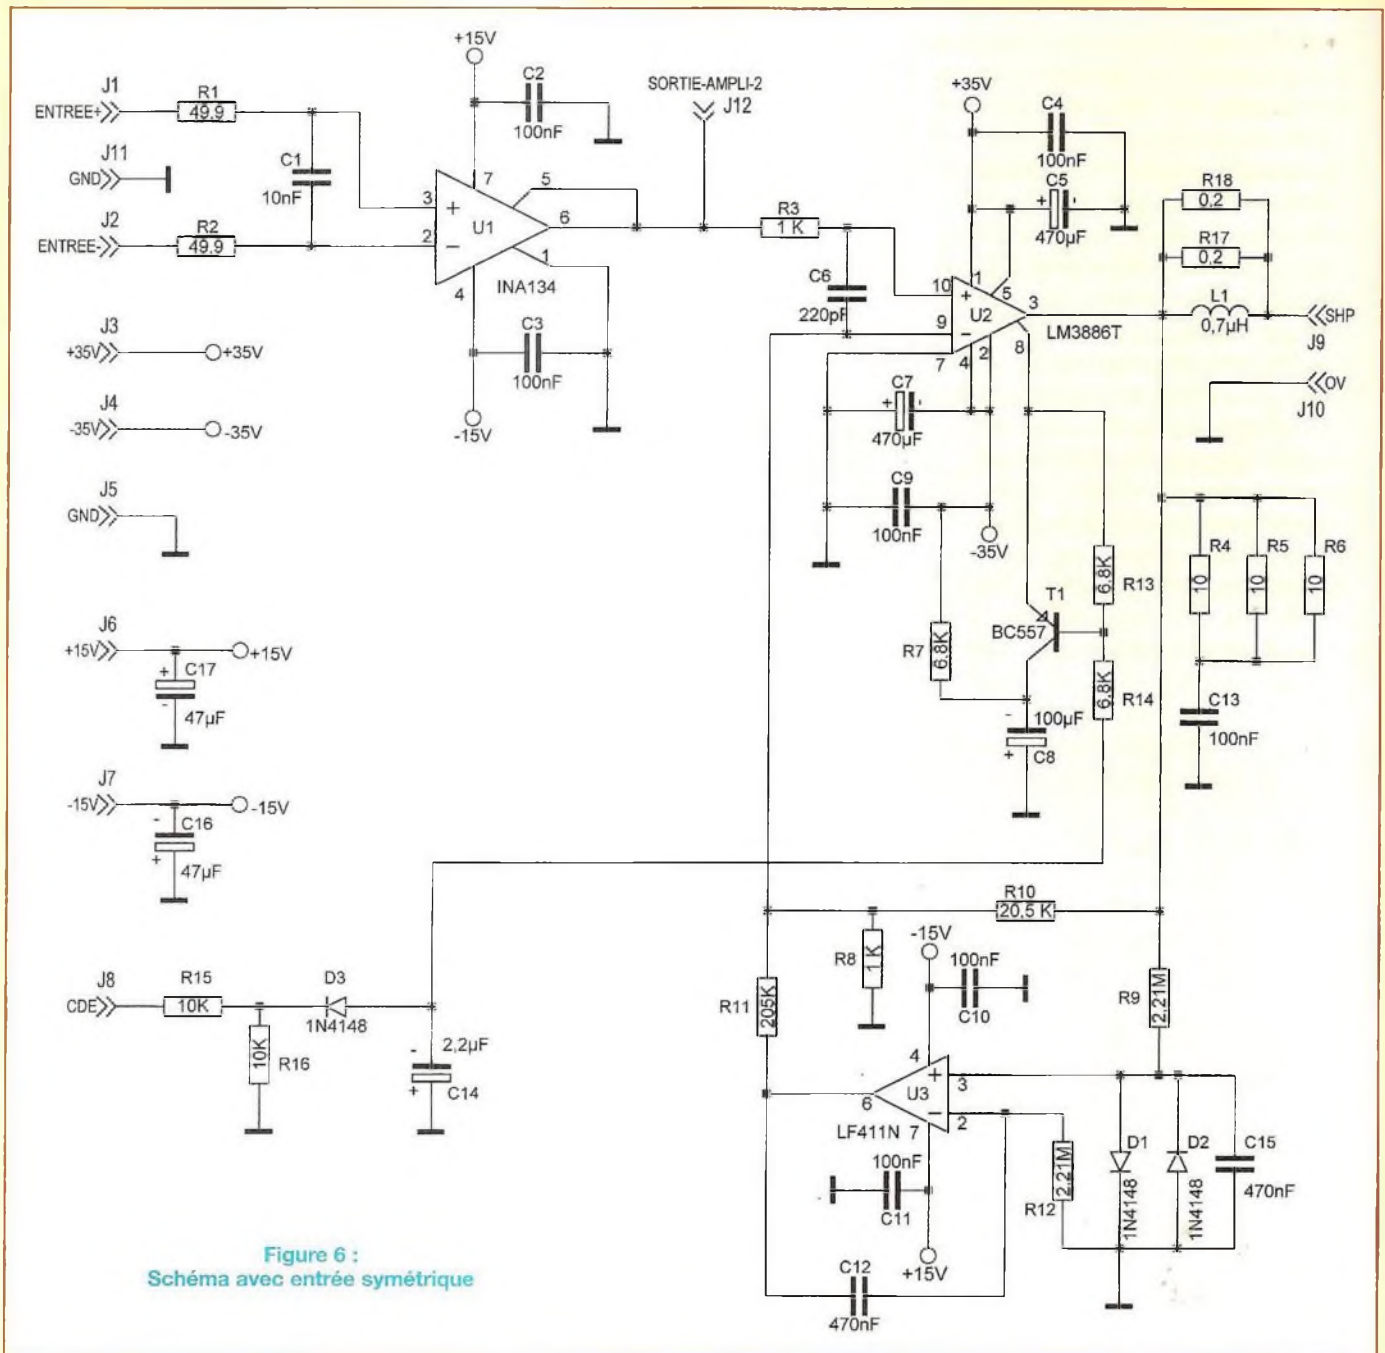 +15V
C2
100nF
SORTIE-AMPLI-2
J12
+35V
C4
100nF
C5
+ -
470µF
J1
ENTREE+
R1
49,9
J11
GND
C1
10nF
J2
ENTREE-
R2
49,9
3 +
2 -
7
5
U1
6
1
4
INA134
C3
100nF
-15V
R3
1 K
C6
220pF
10 +
9 -
7
1
5
U2
3
8
4
2
LM3886T
R18
0,2
R17
0,2
L1
0,7µH
SHP
J9
OV
J10
J3
+35V
+35V
J4
-35V
-35V
J5
GND
C7
+ -
470µF
C9
100nF
-35V
R7
6,8K
T1
BC557
R13
6,8K
R14
6,8K
-
100µF
+
C8
R4
10
R5
10
R6
10
C13
100nF
J6
+15V
+15V
+
C17
-
47µF
J7
-15V
-15V
-
C16
+
47µF
R10
20,5 K
R8
1 K
-15V
100nF
C10
R9
2,21M
R11
205K
J8
CDE
R15
10K
D3
1N4148
R16
10K
-
2,2µF
+
C14
4
+ 3
U3
6
- 2
7
LF411N
100nF
C11
+15V
R12
2,21M
D1
1N4148
D2
1N4148
C15
470nF
C12
470nF
Figure 6 :
Schéma avec entrée symétrique